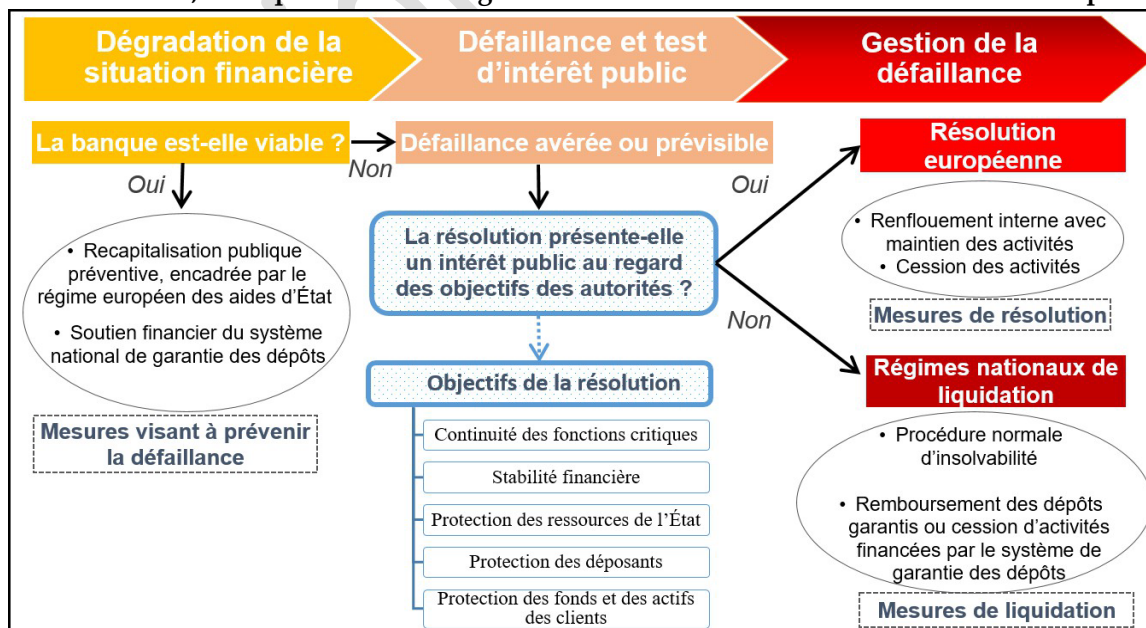 Dégradation de la
situation financière
Défaillance et test
d'intérêt public
Gestion de la
défaillance
La banque est-elle viable ?
Non
Oui
Défaillance avérée ou prévisible
Oui
Non
Résolution
européenne
• Recapitalisation publique
préventive, encadrée par le
régime européen des aides d'État
• Soutien financier du système
national de garantie des dépôts
Mesures visant à prévenir
la défaillance
La résolution présente-elle
un intérêt public au regard
des objectifs des autorités ?
Objectifs de la résolution
Continuité des fonctions critiques
Stabilité financière
Protection des ressources de l'État
Protection des déposants
Protection des fonds et des actifs
des clients
• Renflouement interne avec
maintien des activités
• Cession des activités
Mesures de résolution
Régimes nationaux de
liquidation
• Procédure normale
d'insolvabilité
• Remboursement des dépôts
garantis ou cession d'activités
financées par le système de
garantie des dépôts
Mesures de liquidation